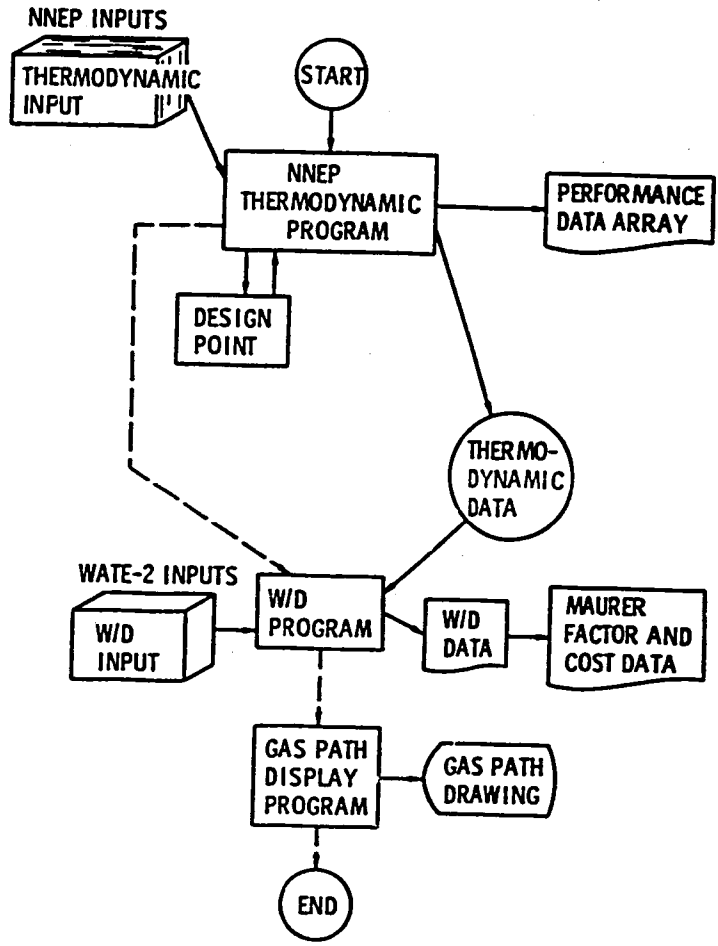 NNEP INPUTS
THERMODYNAMIC
INPUT
START
NNEP
THERMODYNAMIC
PROGRAM
PERFORMANCE
DATA ARRAY
DESIGN
POINT
THERMO-
DYNAMIC
DATA
WATE-2 INPUTS
W/D
INPUT
W/D
PROGRAM
W/D
DATA
MAURER
FACTOR AND
COST DATA
GAS PATH
DISPLAY
PROGRAM
GAS PATH
DRAWING
END